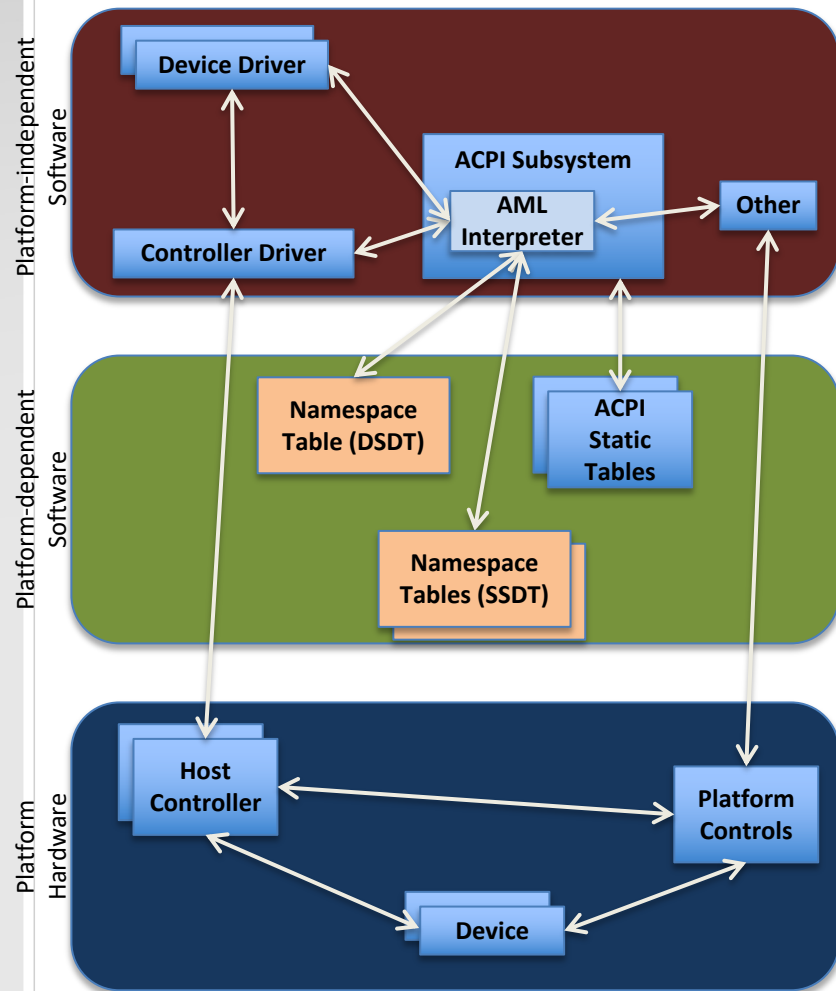 Platform-independent
Software
Device Driver
ACPI Subsystem
AML
Interpreter
Other
Controller Driver
Platform-dependent
Software
Namespace
Table (DSDT)
ACPI
Static
Tables
Namespace
Tables (SSDT)
Platform
Hardware
Host
Controller
Platform
Controls
Device